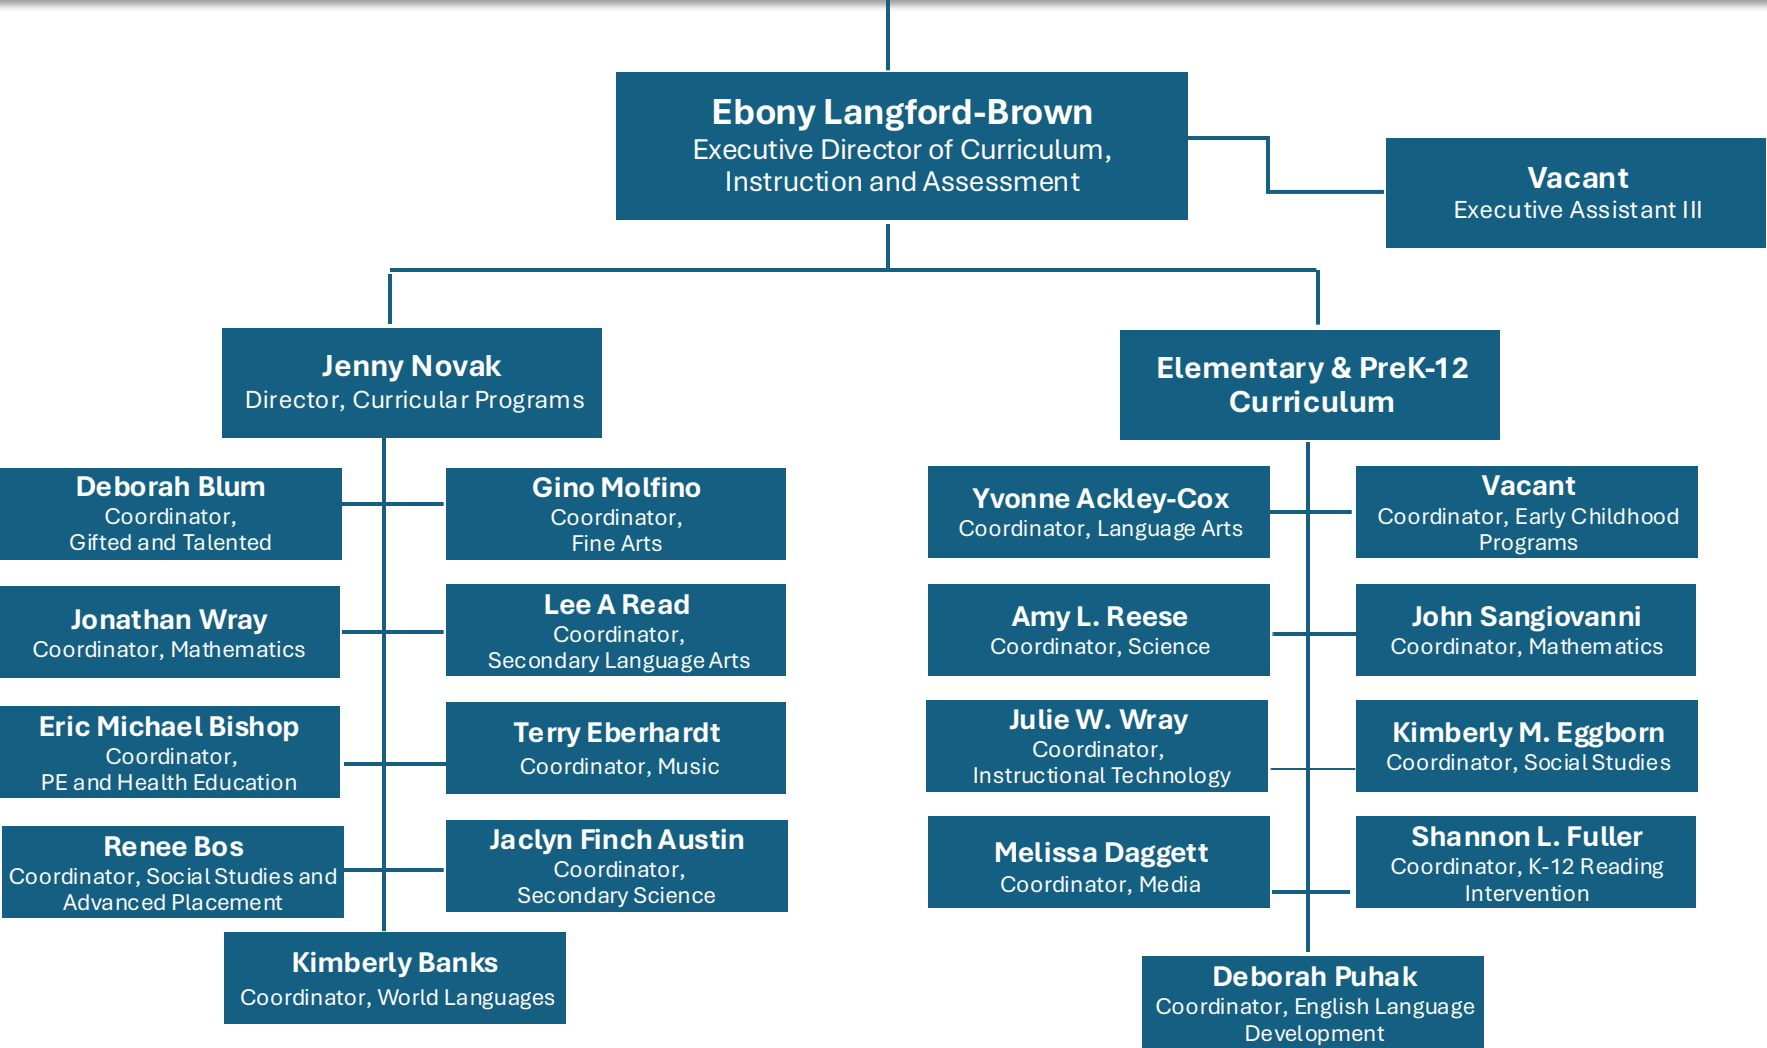 Ebony Langford-Brown
Executive Director of Curriculum,
Instruction and Assessment
Vacant
Executive Assistant III
Jenny Novak
Director, Curricular Programs
Deborah Blum
Coordinator,
Gifted and Talented
Gino Molfino
Coordinator,
Fine Arts
Jonathan Wray
Coordinator, Mathematics
Lee A Read
Coordinator,
Secondary Language Arts
Eric Michael Bishop
Coordinator,
PE and Health Education
Terry Eberhardt
Coordinator, Music
Renee Bos
Coordinator, Social Studies and
Advanced Placement
Jaclyn Finch Austin
Coordinator,
Secondary Science
Kimberly Banks
Coordinator, World Languages
Elementary & PreK-12
Curriculum
Yvonne Ackley-Cox
Coordinator, Language Arts
Vacant
Coordinator, Early Childhood
Programs
Amy L. Reese
Coordinator, Science
John Sangiovanni
Coordinator, Mathematics
Julie W. Wray
Coordinator,
Instructional Technology
Kimberly M. Eggborn
Coordinator, Social Studies
Melissa Daggett
Coordinator, Media
Shannon L. Fuller
Coordinator, K-12 Reading
Intervention
Deborah Puhak
Coordinator, English Language
Development